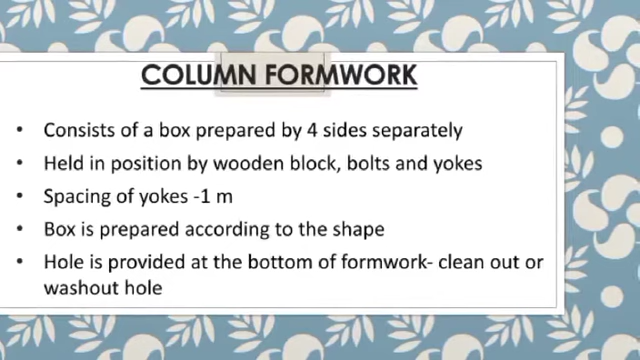 COLUMN FORMWORK
• Consists of a box prepared by 4 sides separately
• Held in position by wooden block, bolts and yokes
• Spacing of yokes -1 m
• Box is prepared according to the shape
• Hole is provided at the bottom of formwork- clean out or
washout hole